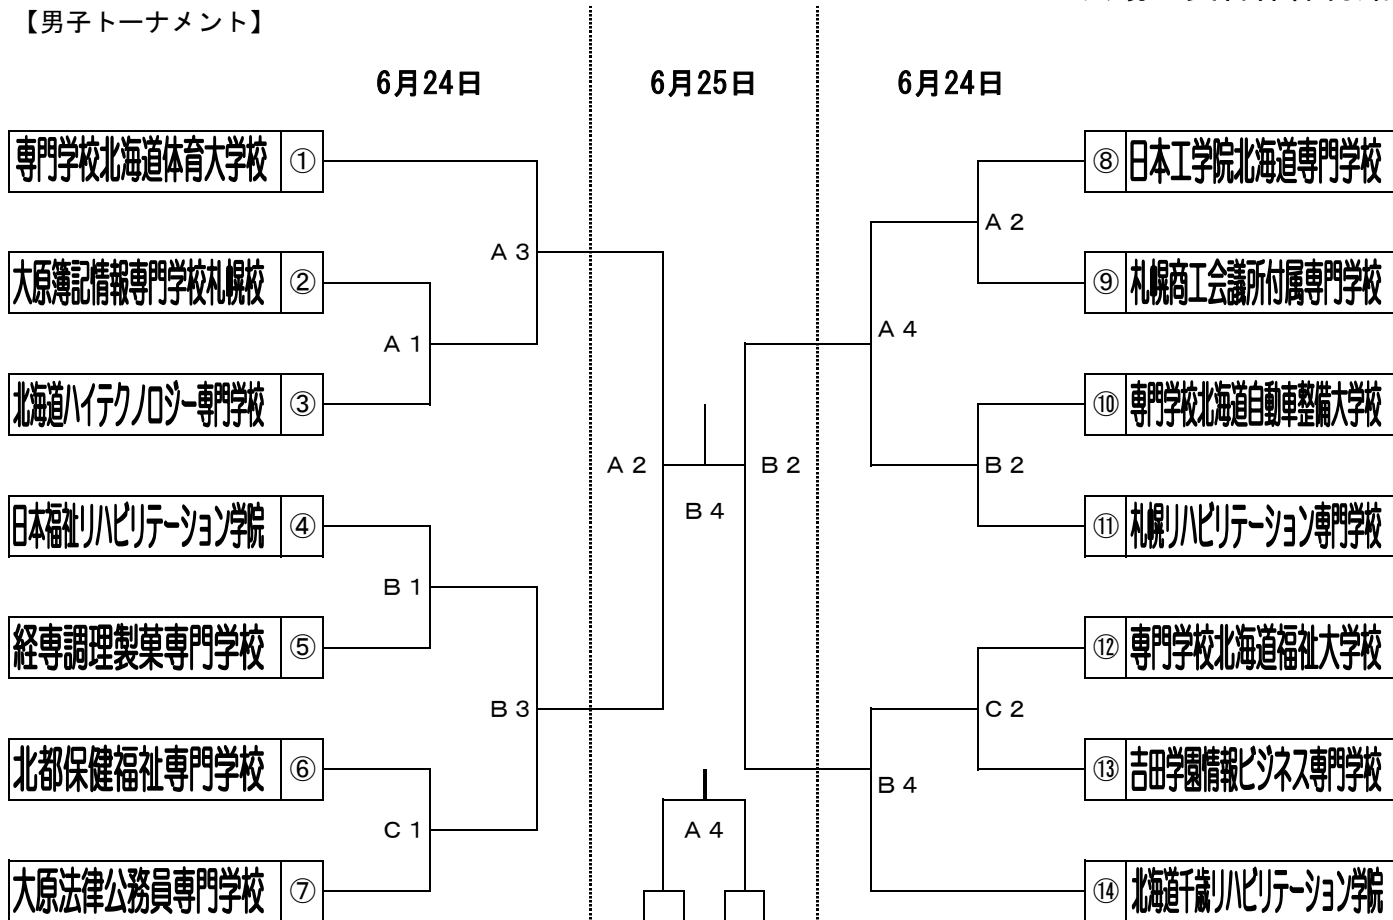 【男子トーナメント】
6月24日
6月25日
6月24日
専門学校北海道体育大学校 ①
大原簿記情報専門学校札幌校 ②
北海道ハイテクノロジー専門学校 ③
日本福祉リハビリテーション学院 ④
経専調理製菓専門学校 ⑤
北都保健福祉専門学校 ⑥
大原法律公務員専門学校 ⑦
A 3
A 1
B 1
B 3
C 1
A 2
B 4
B 2
A 4
A 2
A 4
B 2
C 2
B 4
⑧ 日本工学院北海道専門学校
⑨ 札幌商工会議所付属専門学校
⑩ 専門学校北海道自動車整備大学校
⑪ 札幌リハビリテーション専門学校
⑫ 専門学校北海道福祉大学校
⑬ 吉田学園情報ビジネス専門学校
⑭ 北海道千歳リハビリテーション学院